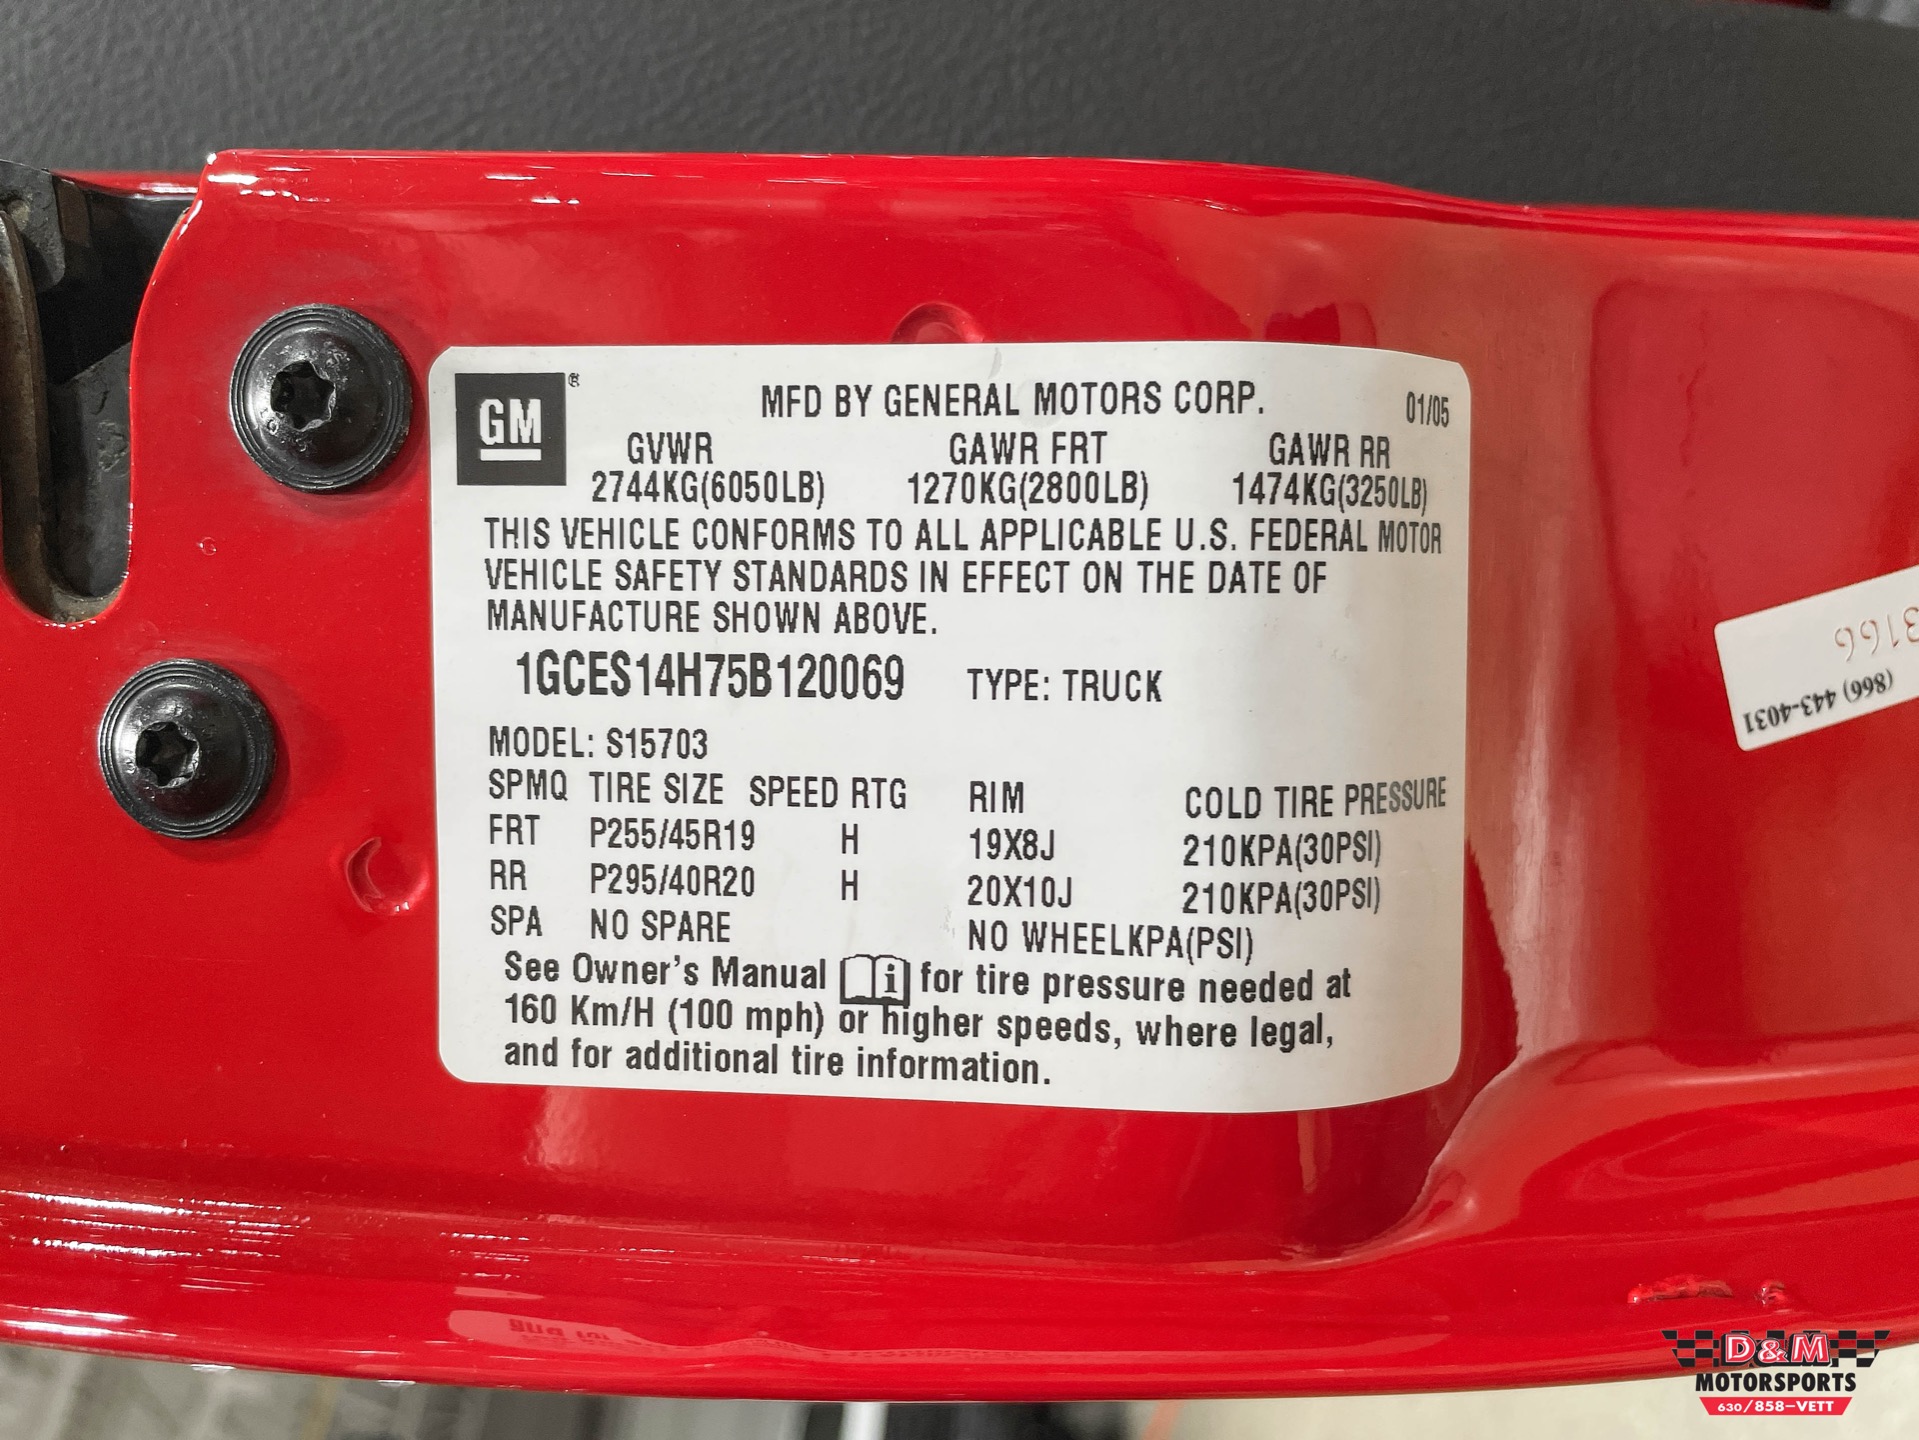 GM ®
MFD BY GENERAL MOTORS CORP. 01/05
GVWR GAWR FRT GAWR RR
2744KG(6050LB) 1270KG(2800LB) 1474KG(3250LB)
THIS VEHICLE CONFORMS TO ALL APPLICABLE U.S. FEDERAL MOTOR
VEHICLE SAFETY STANDARDS IN EFFECT ON THE DATE OF
MANUFACTURE SHOWN ABOVE.
1GCES14H75B120069 TYPE: TRUCK
MODEL: S15703
SPMQ TIRE SIZE SPEED RTG RIM COLD TIRE PRESSURE
FRT P255/45R19 H 19X8J 210KPA(30PSI)
RR P295/40R20 H 20X10J 210KPA(30PSI)
SPA NO SPARE NO WHEELKPA(PSI)
See Owner's Manual i for tire pressure needed at
160 Km/H (100 mph) or higher speeds, where legal,
and for additional tire information.
(866) 443-4031
D&M
MOTORSPORTS
630/858-VETT